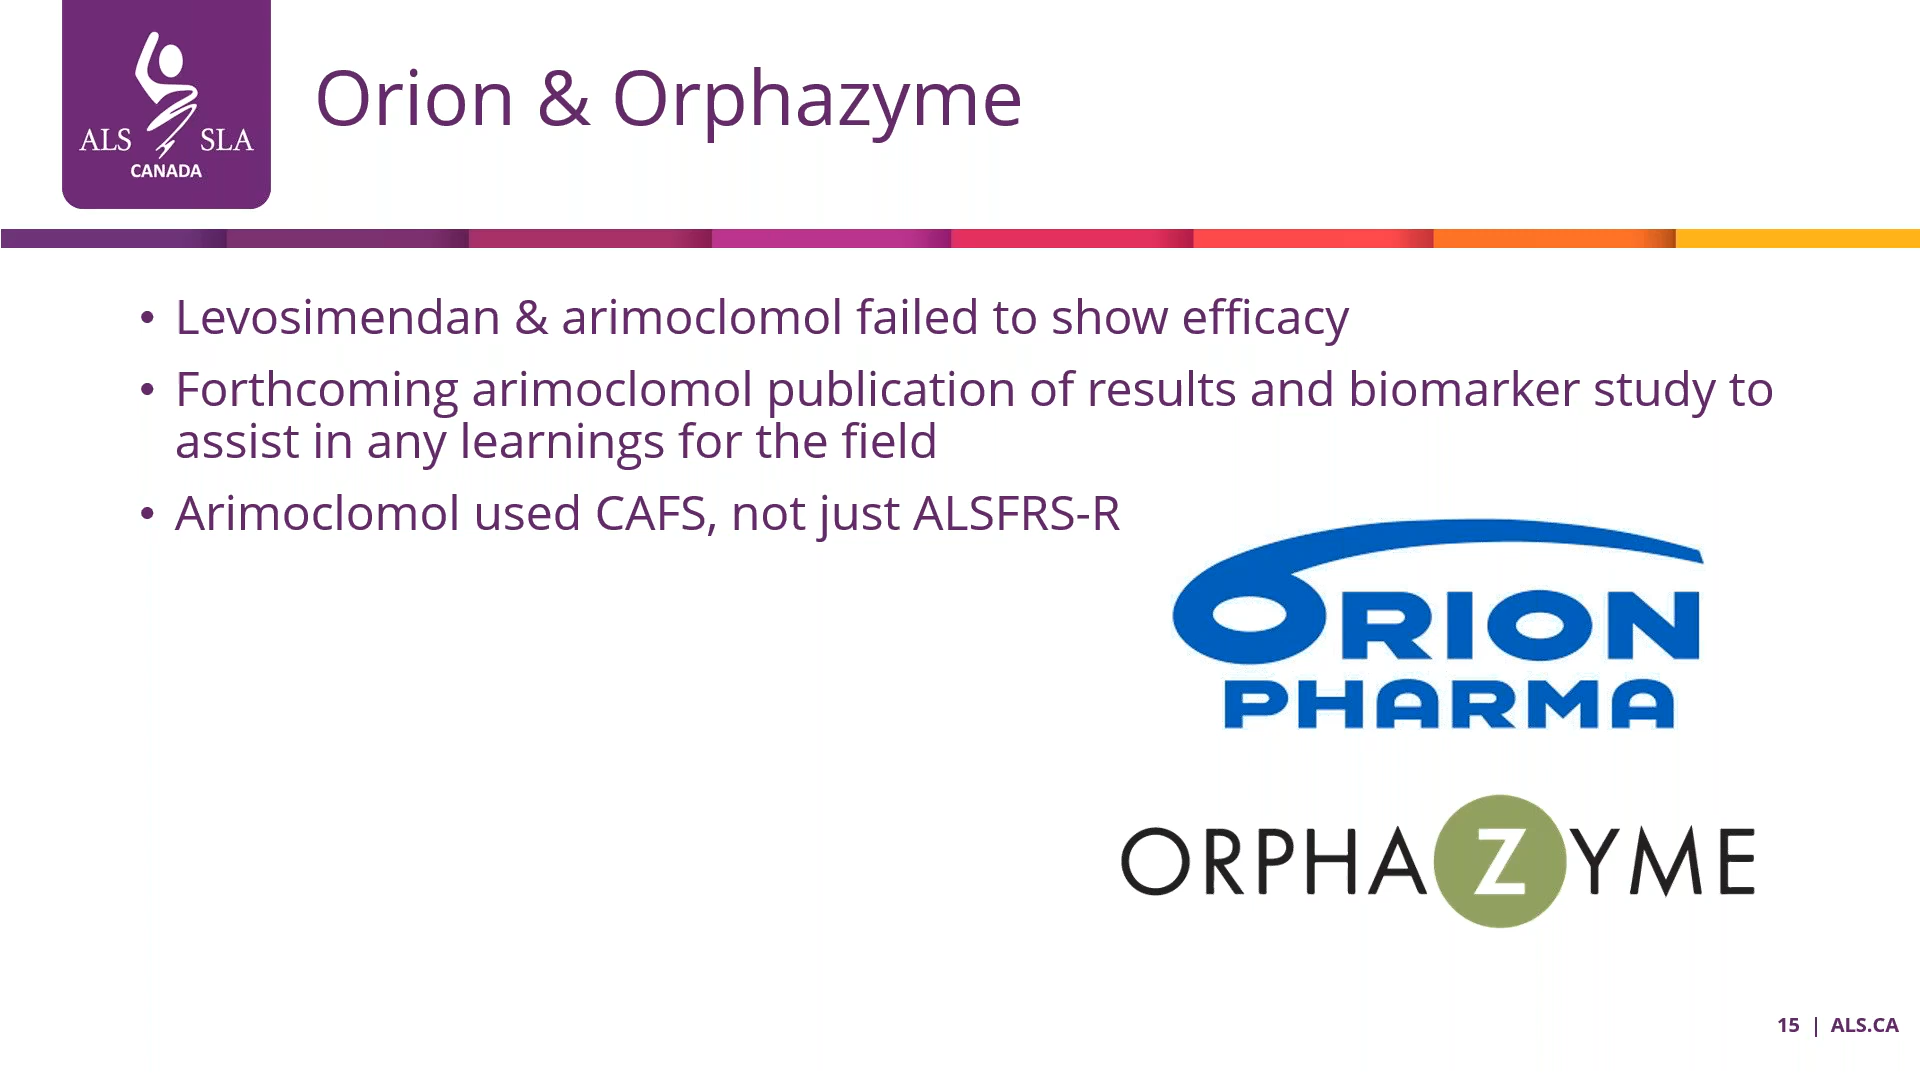 ALS SLA
CANADA
Orion & Orphazyme
• Levosimendan & arimoclomol failed to show efficacy
• Forthcoming arimoclomol publication of results and biomarker study to
assist in any learnings for the field
• Arimoclomol used CAFS, not just ALSFRS-R
ORION
PHARMA
ORPHAZYME
15 | ALS.CA